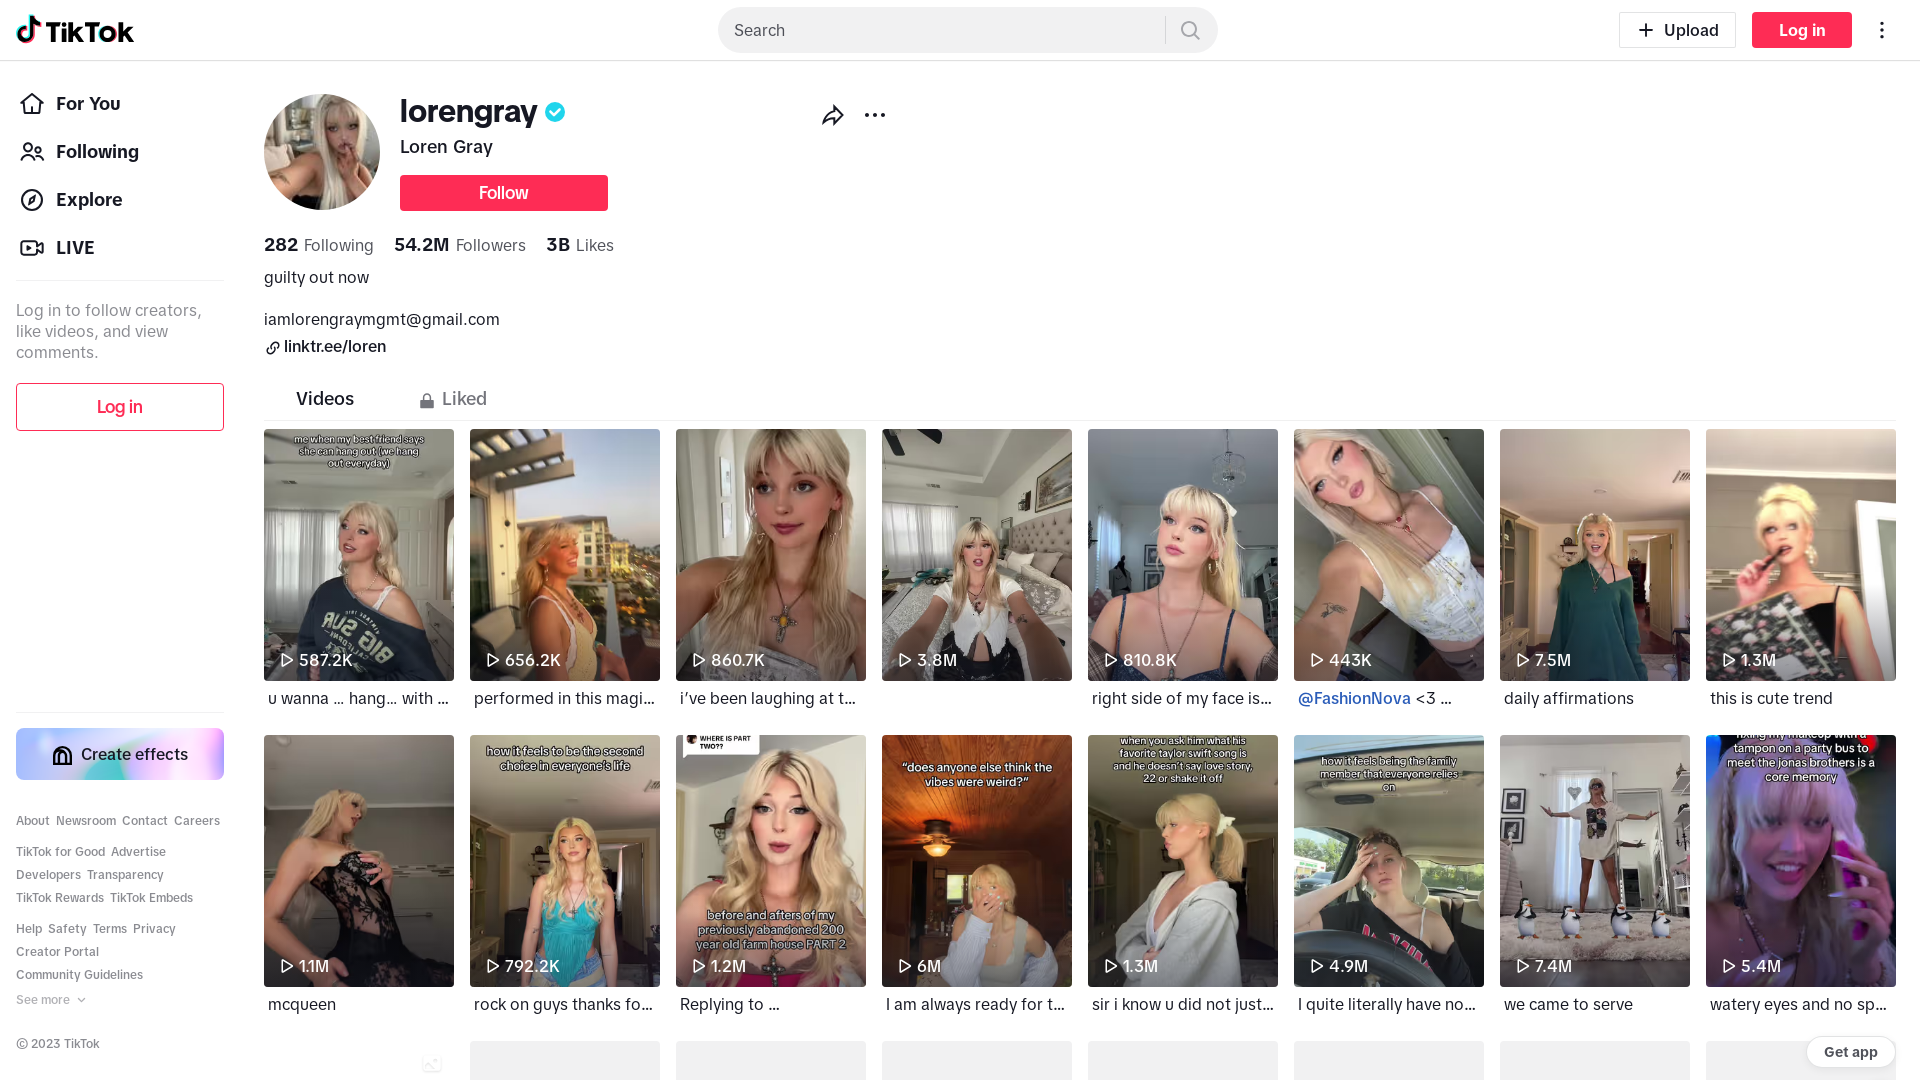 TikTok
Search
Upload
Log in
For You
Following
Explore
LIVE
Log in to follow creators,
like videos, and view
comments.
Log in
Create effects
About Newsroom Contact Careers
TikTok for Good Advertise
Developers Transparency
TikTok Rewards TikTok Embeds
Help Safety Terms Privacy
Creator Portal
Community Guidelines
See more
© 2023 TikTok
lorengray
Loren Gray
Follow
282 Following 54.2M Followers 3B Likes
guilty out now
iamlorengraymgmt@gmail.com
linktr.ee/loren
Videos
Liked
me when my best friend says
she can hang out (we hang
out everyday)
BIG SUR
587.2K
u wanna ... hang... with ...
656.2K
performed in this magi...
860.7K
i’ve been laughing at t...
3.8M
810.8K
right side of my face is...
443K
@FashionNova <3 ...
7.5M
daily affirmations
1.3M
this is cute trend
1.1M
mcqueen
how it feels to be the second
choice in everyone's life
792.2K
rock on guys thanks fo...
WHERE IS PART
TWO??
before and afters of my
previously abandoned 200
year old farm house PART 2
1.2M
Replying to ...
“does anyone else think the
vibes were weird?”
6M
I am always ready for t...
when you ask him what his
favorite taylor swift song is
and he doesn't say love story,
22 or shake it off
1.3M
sir i know u did not just...
how it feels being the family
member that everyone relies
on
4.9M
I quite literally have no...
7.4M
we came to serve
fixing my makeup with a
tampon on a party bus to
meet the jonas brothers is a
core memory
5.4M
watery eyes and no sp...
Get app